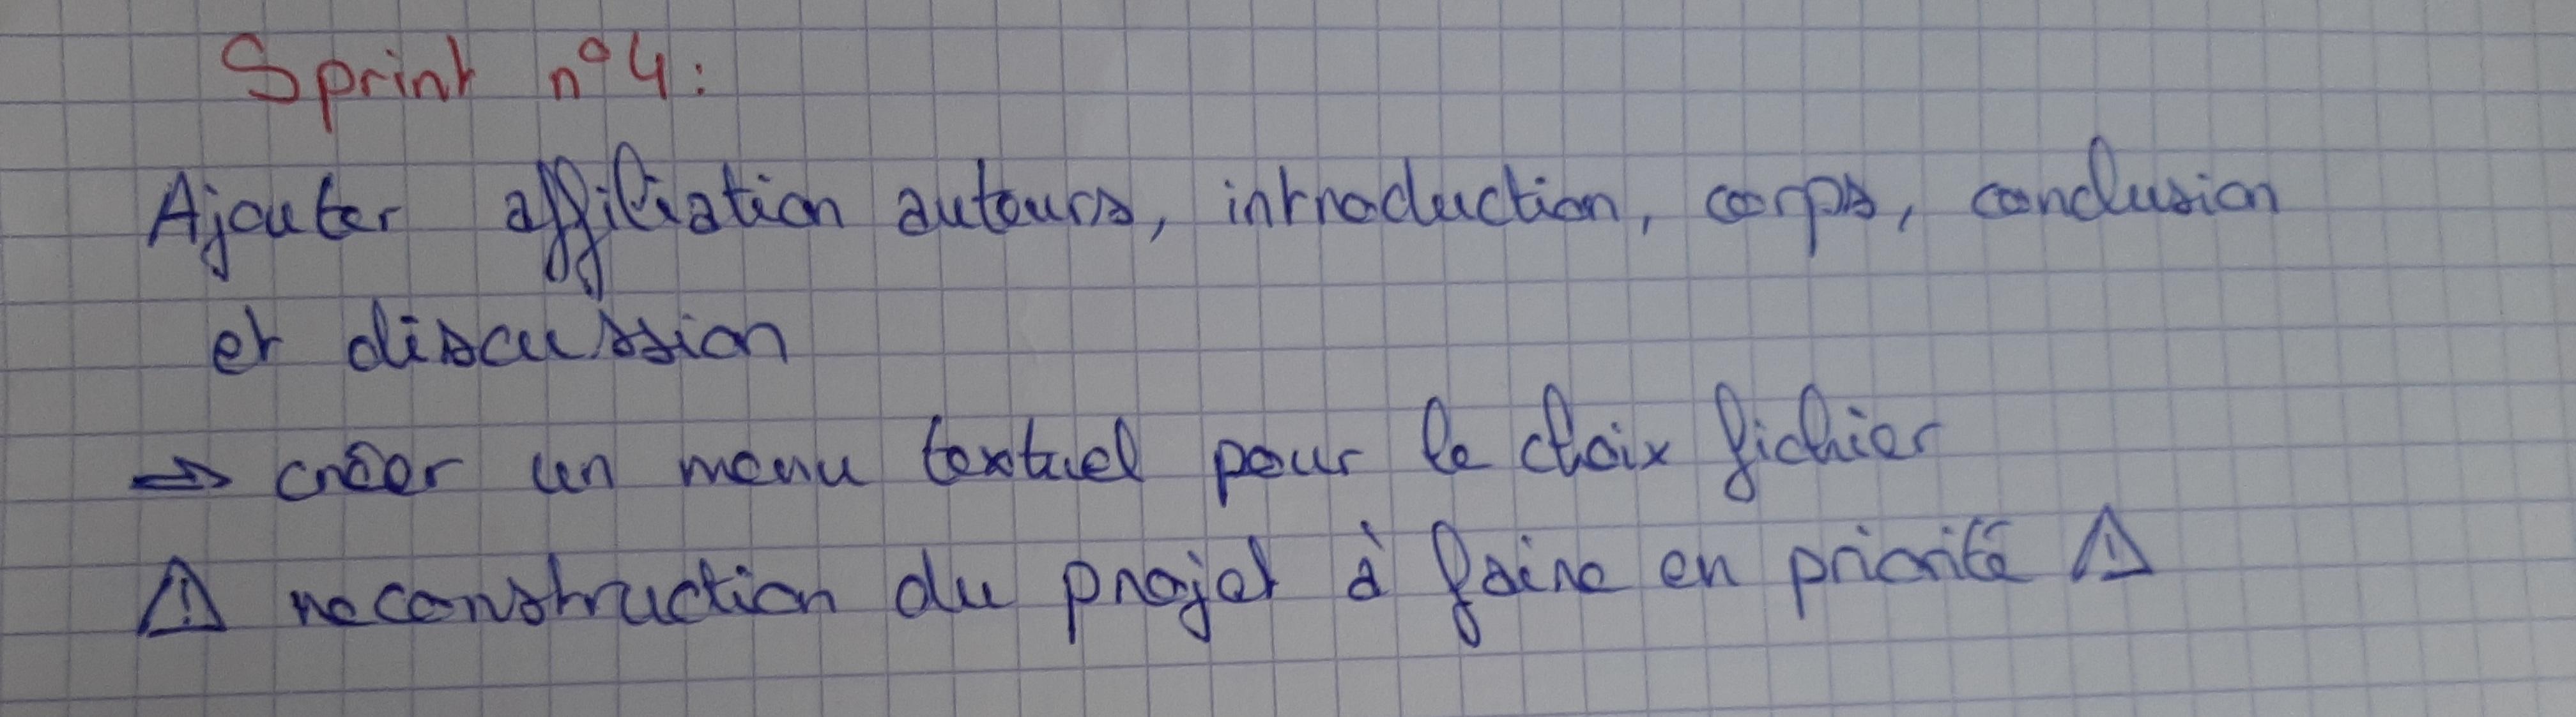 Sprint n°4:
Ajouter affiliation auteurs, introduction, corps, conclusion
et discussion
⇒ créer un menu textuel pour le choix fichier
⚠ reconstruction du projet à faire en priorité ⚠